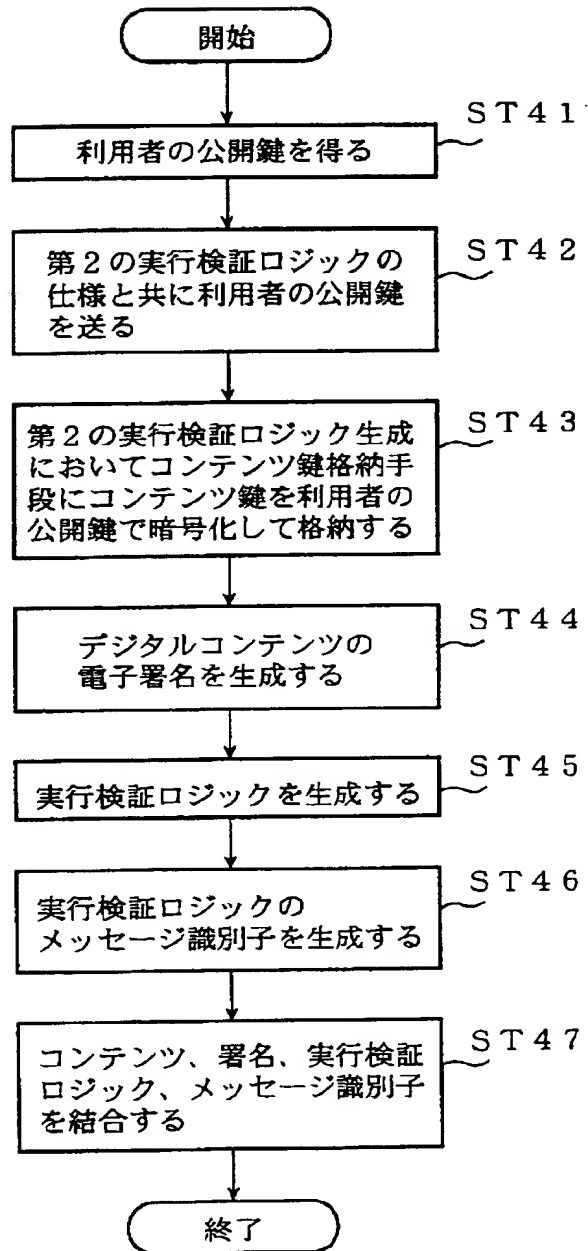 開始
ST41
利用者の公開鍵を得る
ST42
第2の実行検証ロジックの
仕様と共に利用者の公開鍵
を送る
ST43
第2の実行検証ロジック生成
においてコンテンツ鍵格納手
段にコンテンツ鍵を利用者の
公開鍵で暗号化して格納する
ST44
デジタルコンテンツの
電子署名を生成する
ST45
実行検証ロジックを生成する
ST46
実行検証ロジックの
メッセージ識別子を生成する
ST47
コンテンツ、署名、実行検証
ロジック、メッセージ識別子
を結合する
終了